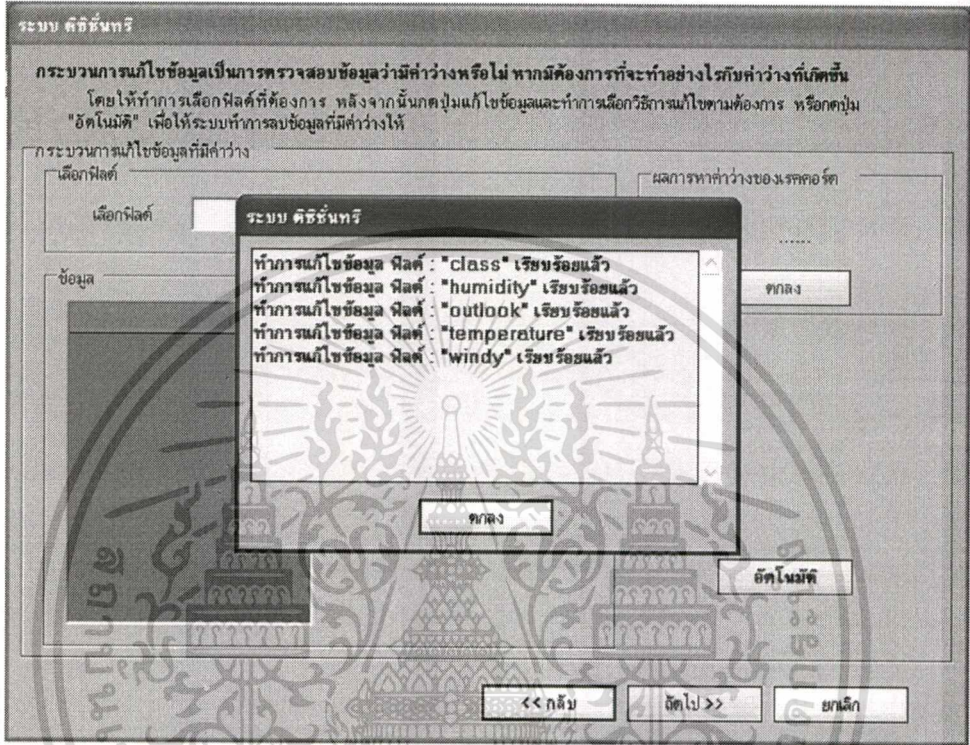 ระบบ ดิซิชั่นทรี
กระบวนการแก้ไขข้อมูลเป็นการตรวจสอบข้อมูลว่ามีค่าว่างหรือไม่ หากมีต้องการที่จะทำอย่างไรกับค่าว่างที่เกิดขึ้น
โดยให้ทำการเลือกฟิลด์ที่ต้องการ หลังจากนั้นกดปุ่มแก้ไขข้อมูลและทำการเลือกวิธีการแก้ไขตามต้องการ หรือกดปุ่ม
"อัตโนมัติ" เพื่อให้ระบบทำการลบข้อมูลที่มีค่าว่างให้
กระบวนการแก้ไขข้อมูลที่มีค่าว่าง
เลือกฟิลด์
ผลการหาค่าว่างของเรคคอร์ด
เลือกฟิลด์
......
ข้อมูล
ตกลง
ระบบ ดิซิชั่นทรี
ทำการแก้ไขข้อมูล ฟิลด์ : "class" เรียบร้อยแล้ว
ทำการแก้ไขข้อมูล ฟิลด์ : "humidity" เรียบร้อยแล้ว
ทำการแก้ไขข้อมูล ฟิลด์ : "outlook" เรียบร้อยแล้ว
ทำการแก้ไขข้อมูล ฟิลด์ : "temperature" เรียบร้อยแล้ว
ทำการแก้ไขข้อมูล ฟิลด์ : "windy" เรียบร้อยแล้ว
ตกลง
อัตโนมัติ
<< กลับ
ถัดไป >>
ยกเลิก